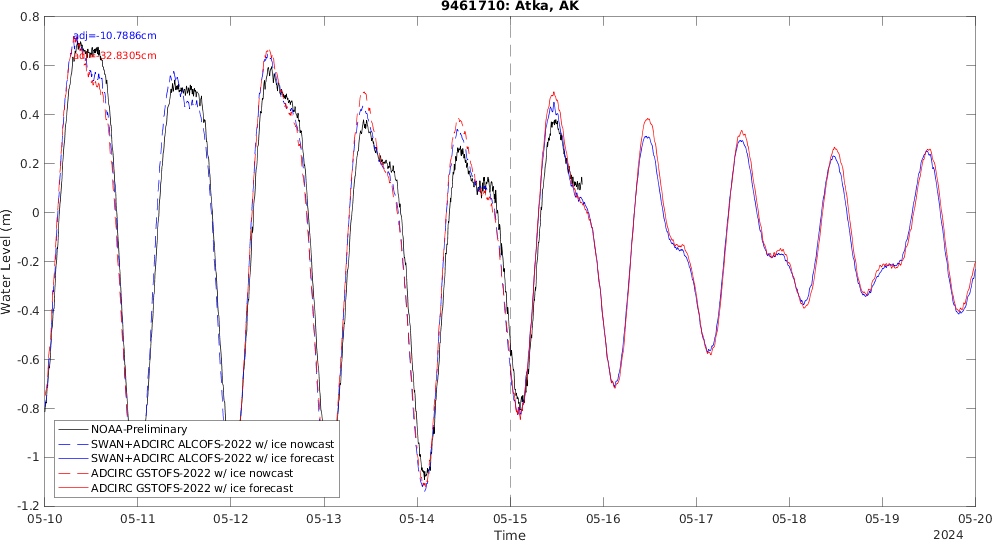 9461710: Atka, AK
adj=-10.7886cm
adj=-32.8305cm
0.8
0.6
0.4
0.2
0
-0.2
-0.4
-0.6
-0.8
-1
-1.2
Water Level (m)
NOAA-Preliminary
SWAN+ADCIRC ALCOFS-2022 w/ ice nowcast
SWAN+ADCIRC ALCOFS-2022 w/ ice forecast
ADCIRC GSTOFS-2022 w/ ice nowcast
ADCIRC GSTOFS-2022 w/ ice forecast
05-10 05-11 05-12 05-13 05-14 05-15 05-16 05-17 05-18 05-19 05-20
Time
2024